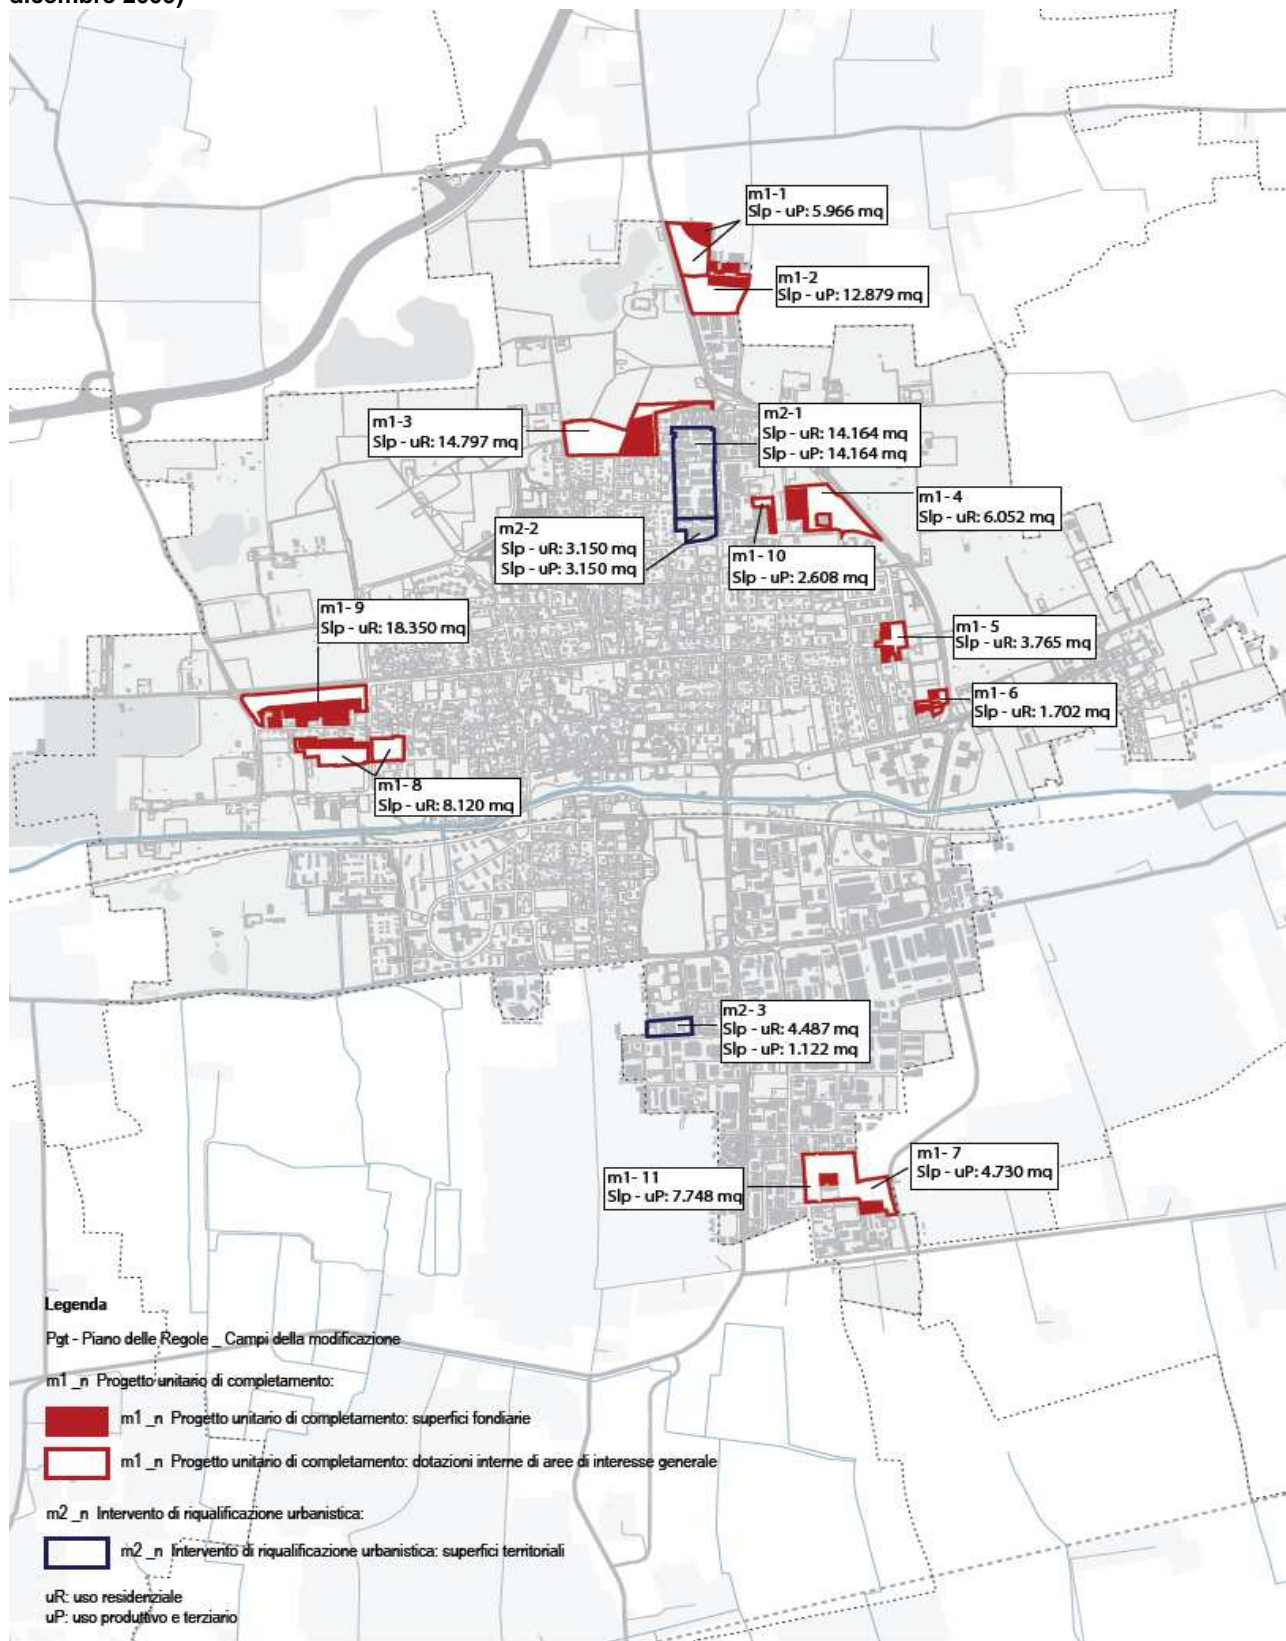 m1-1
Slp - uP: 5.966 mq
m1-2
Slp - uP: 12.879 mq
m1-3
Slp - uR: 14.797 mq
m2-1
Slp - uR: 14.164 mq
Slp - uP: 14.164 mq
m1- 4
Slp - uR: 6.052 mq
m2-2
Slp - uR: 3.150 mq
Slp - uP: 3.150 mq
m1- 10
Slp - uP: 2.608 mq
m1- 9
Slp - uR: 18.350 mq
m1- 5
Slp - uR: 3.765 mq
m1- 6
Slp - uR: 1.702 mq
m1- 8
Slp - uR: 8.120 mq
m2- 3
Slp - uR: 4.487 mq
Slp - uP: 1.122 mq
m1- 7
Slp - uP: 4.730 mq
m1- 11
Slp - uP: 7.748 mq
Legenda
Pgt - Piano delle Regole _ Campi della modificazione
m1 _n Progetto unitario di completamento:
m1 _n Progetto unitario di completamento: superfici fondiarie
m1 _n Progetto unitario di completamento: dotazioni interne di aree di interesse generale
m2 _n Intervento di riqualificazione urbanistica:
m2 _n Intervento di riqualificazione urbanistica: superfici territoriali
uR: uso residenziale
uP: uso produttivo e terziario